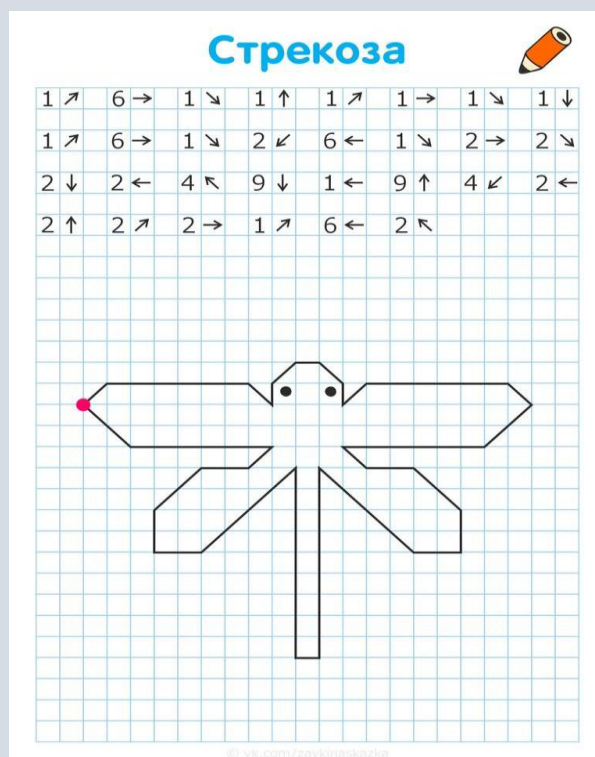 Стрекоза
1 ↗ 6 → 1 ↘ 1 ↑ 1 ↗ 1 → 1 ↘ 1 ↓
1 ↗ 6 → 1 ↘ 2 ↙ 6 ← 1 ↘ 2 → 2 ↘
2 ↓ 2 ← 4 ↖ 9 ↓ 1 ← 9 ↑ 4 ↙ 2 ←
2 ↑ 2 ↗ 2 → 1 ↗ 6 ← 2 ↖
© vk.com/zaykinaskazka